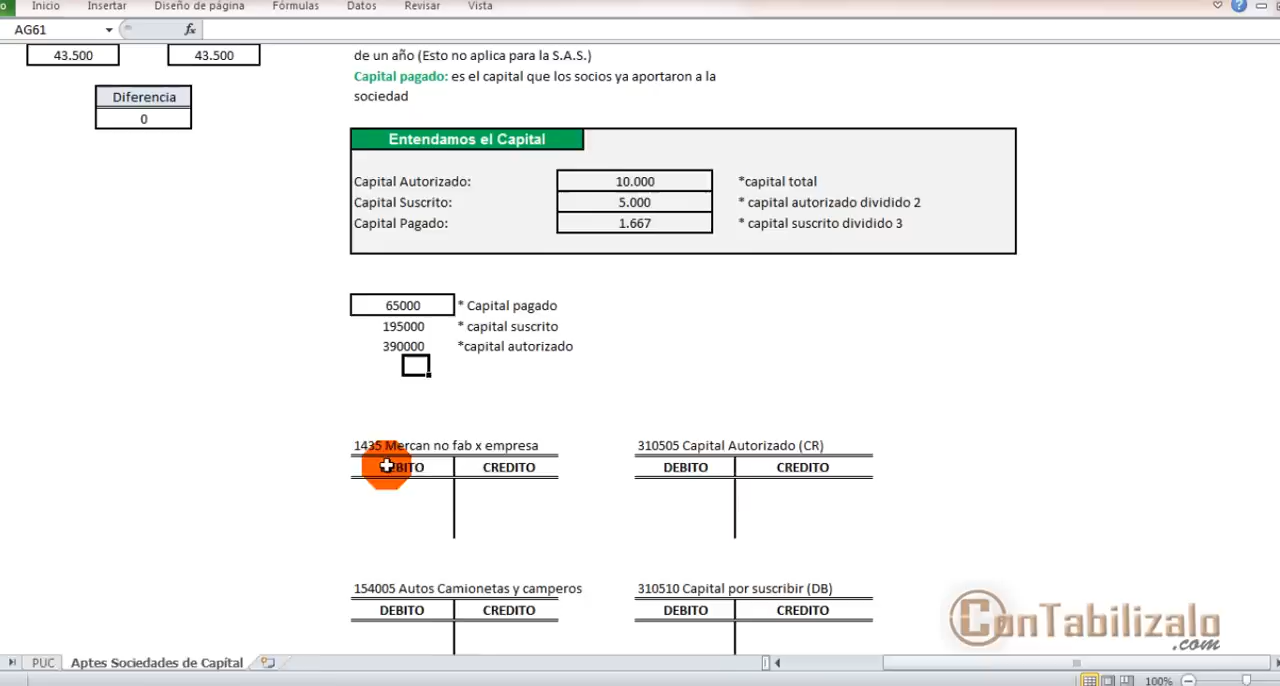 Inicio Insertar Diseño de página Fórmulas Datos Revisar Vista
AG61 fx
43.500 43.500
de un año (Esto no aplica para la S.A.S.)
Capital pagado: es el capital que los socios ya aportaron a la
sociedad
Diferencia
0
Entendamos el Capital
Capital Autorizado: 10.000 *capital total
Capital Suscrito: 5.000 * capital autorizado dividido 2
Capital Pagado: 1.667 * capital suscrito dividido 3
65000 * Capital pagado
195000 * capital suscrito
390000 *capital autorizado
1435 Mercan no fab x empresa 310505 Capital Autorizado (CR)
DEBITO CREDITO DEBITO CREDITO
154005 Autos Camionetas y camperos 310510 Capital por suscribir (DB)
DEBITO CREDITO DEBITO CREDITO
ConTabilizalo
.com
PUC Aptes Sociedades de Capital
100%